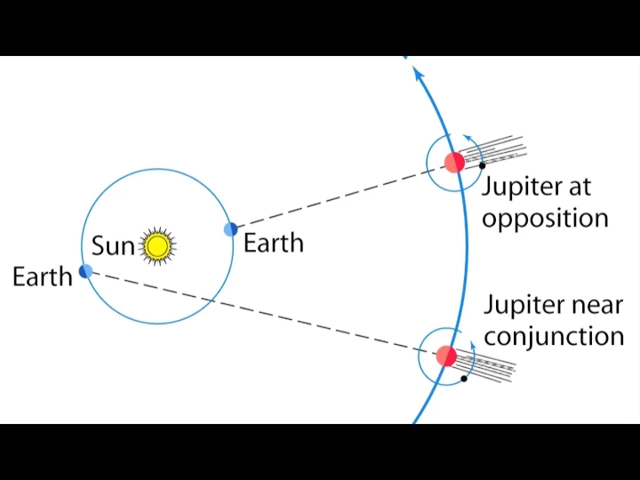 Jupiter at
opposition
Sun
Earth
Earth
Jupiter near
conjunction